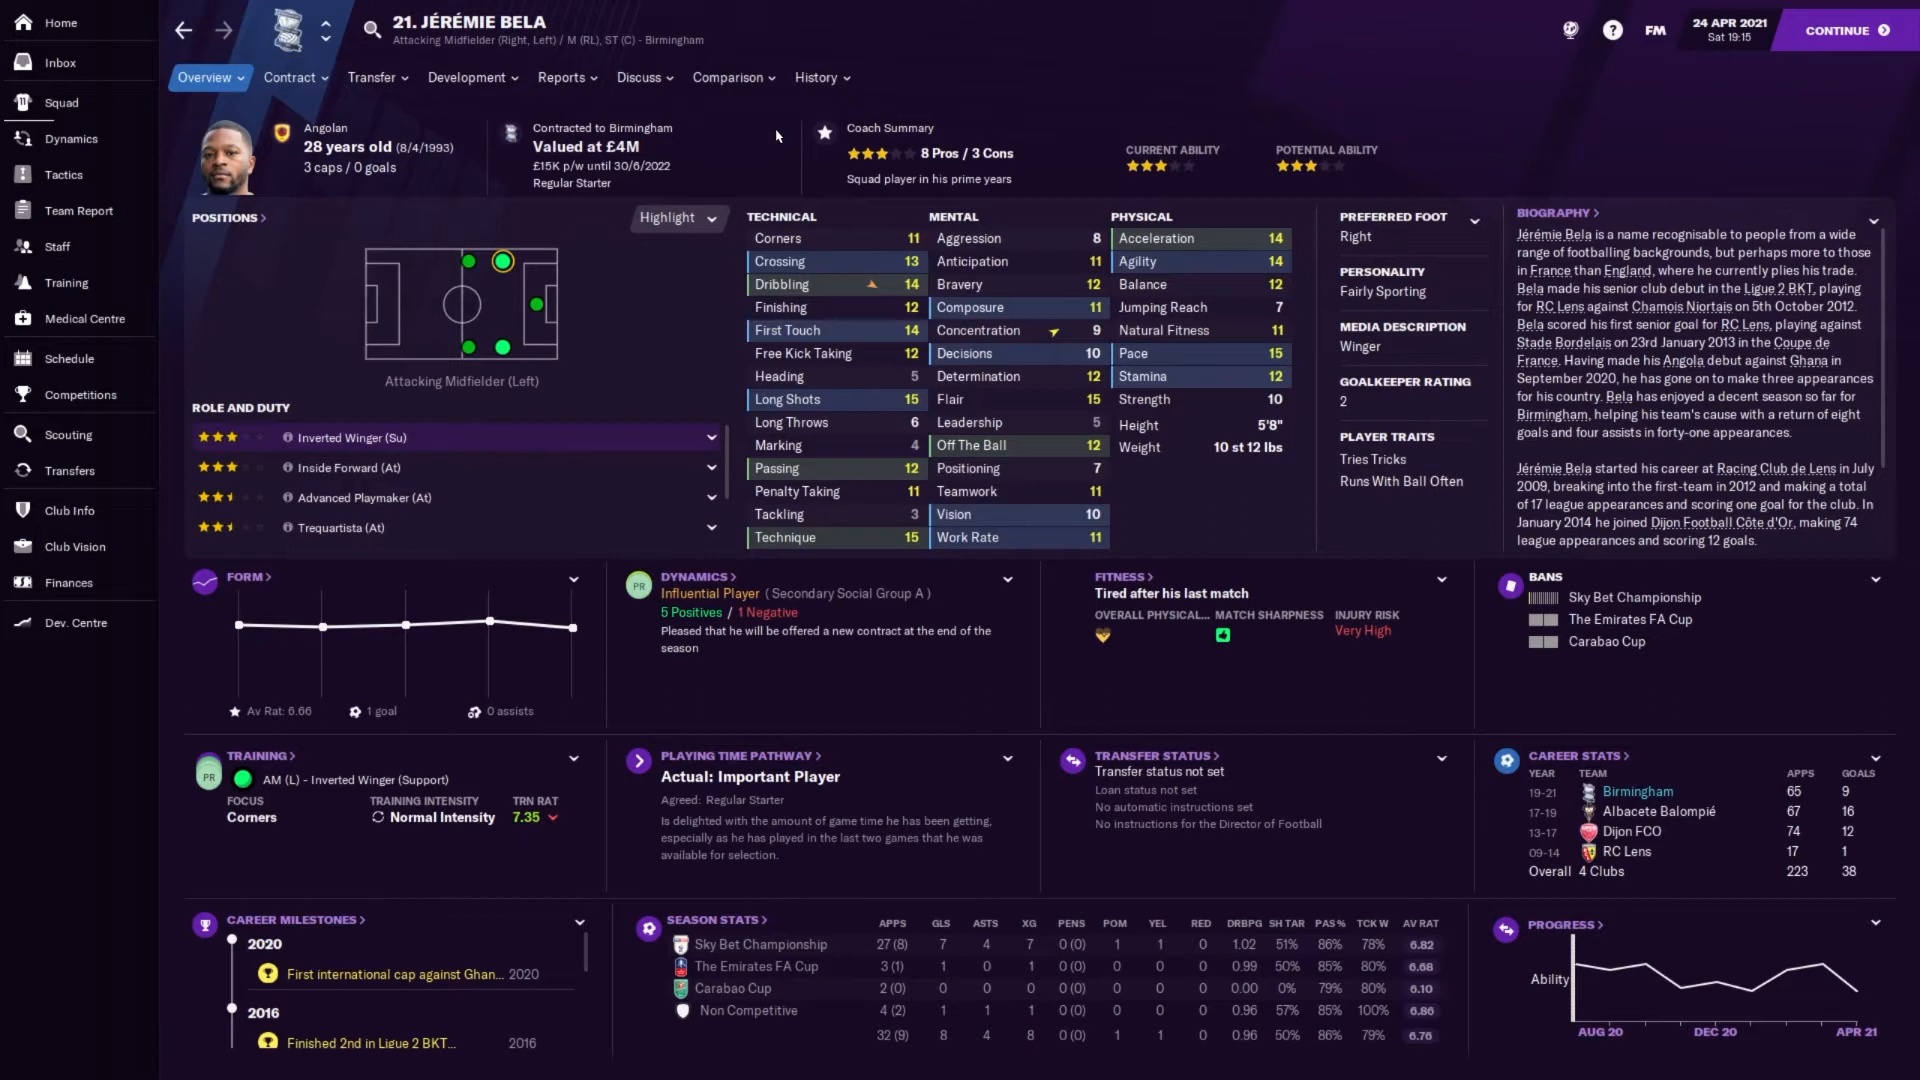 Home
Inbox
Squad
Dynamics
Tactics
Team Report
Staff
Training
Medical Centre
Schedule
Competitions
Scouting
Transfers
Club Info
Club Vision
Finances
Dev. Centre
21. JÉRÉMIE BELA
Attacking Midfielder (Right, Left) / M (RL), ST (C) - Birmingham
FM
24 APR 2021
Sat 19:15
CONTINUE
Overview Contract Transfer Development Reports Discuss Comparison History
Angolan
28 years old (8/4/1993)
3 caps / 0 goals
Contracted to Birmingham
Valued at £4M
£15K p/w until 30/6/2022
Regular Starter
Coach Summary
8 Pros / 3 Cons
Squad player in his prime years
CURRENT ABILITY
POTENTIAL ABILITY
POSITIONS
Highlight
Attacking Midfielder (Left)
ROLE AND DUTY
Inverted Winger (Su)
Inside Forward (At)
Advanced Playmaker (At)
Trequartista (At)
TECHNICAL
Corners 11
Crossing 13
Dribbling 14
Finishing 12
First Touch 14
Free Kick Taking 12
Heading 5
Long Shots 15
Long Throws 6
Marking 4
Passing 12
Penalty Taking 11
Tackling 3
Technique 15
MENTAL
Aggression 8
Anticipation 11
Bravery 12
Composure 11
Concentration 9
Decisions 10
Determination 12
Flair 15
Leadership 5
Off The Ball 12
Positioning 7
Teamwork 11
Vision 10
Work Rate 11
PHYSICAL
Acceleration 14
Agility 14
Balance 12
Jumping Reach 7
Natural Fitness 11
Pace 15
Stamina 12
Strength 10
Height 5'8"
Weight 10 st 12 lbs
PREFERRED FOOT
Right
PERSONALITY
Fairly Sporting
MEDIA DESCRIPTION
Winger
GOALKEEPER RATING
2
PLAYER TRAITS
Tries Tricks
Runs With Ball Often
BIOGRAPHY
Jérémie Bela is a name recognisable to people from a wide
range of footballing backgrounds, but perhaps more to those
in France than England, where he currently plies his trade.
Bela made his senior club debut in the Ligue 2 BKT, playing
for RC Lens against Chamois Niortais on 5th October 2012.
Bela scored his first senior goal for RC Lens, playing against
Stade Bordelais on 23rd January 2013 in the Coupe de
France. Having made his Angola debut against Ghana in
September 2020, he has gone on to make three appearances
for his country. Bela has enjoyed a decent season so far for
Birmingham, helping his team's cause with a return of eight
goals and four assists in forty-one appearances.
Jérémie Bela started his career at Racing Club de Lens in July
2009, breaking into the first-team in 2012 and making a total
of 17 league appearances and scoring one goal for the club. In
January 2014 he joined Dijon Football Côte d'Or, making 74
league appearances and scoring 12 goals.
FORM
Av Rat: 6.66 1 goal 0 assists
PR
DYNAMICS
Influential Player ( Secondary Social Group A )
5 Positives / 1 Negative
Pleased that he will be offered a new contract at the end of the
season
FITNESS
Tired after his last match
OVERALL PHYSICAL... MATCH SHARPNESS INJURY RISK
Very High
BANS
Sky Bet Championship
The Emirates FA Cup
Carabao Cup
TRAINING
PR
AM (L) - Inverted Winger (Support)
FOCUS TRAINING INTENSITY TRN RAT
Corners Normal Intensity 7.35
PLAYING TIME PATHWAY
Actual: Important Player
Agreed: Regular Starter
Is delighted with the amount of game time he has been getting,
especially as he has played in the last two games that he was
available for selection.
TRANSFER STATUS
Transfer status not set
Loan status not set
No automatic instructions set
No instructions for the Director of Football
CAREER STATS
YEAR TEAM APPS GOALS
19-21 Birmingham 65 9
17-19 Albacete Balompié 67 16
13-17 Dijon FCO 74 12
09-14 RC Lens 17 1
Overall 4 Clubs 223 38
CAREER MILESTONES
2020
First international cap against Ghan... 2020
2016
Finished 2nd in Ligue 2 BKT... 2016
SEASON STATS APPS GLS ASTS XG PENS POM YEL RED DRBPG SH TAR PAS % TCK W AV RAT
Sky Bet Championship 27 (8) 7 4 7 0 (0) 1 1 0 1.02 51% 86% 78% 6.82
The Emirates FA Cup 3 (1) 1 0 1 0 (0) 0 0 0 0.99 50% 85% 80% 6.68
Carabao Cup 2 (0) 0 0 0 0 (0) 0 0 0 0.00 0% 79% 80% 6.10
Non Competitive 4 (2) 1 1 1 0 (0) 0 0 0 0.96 57% 85% 100% 6.86
32 (9) 8 4 8 0 (0) 1 1 0 0.96 50% 86% 79% 6.76
PROGRESS
Ability
AUG 20 DEC 20 APR 21